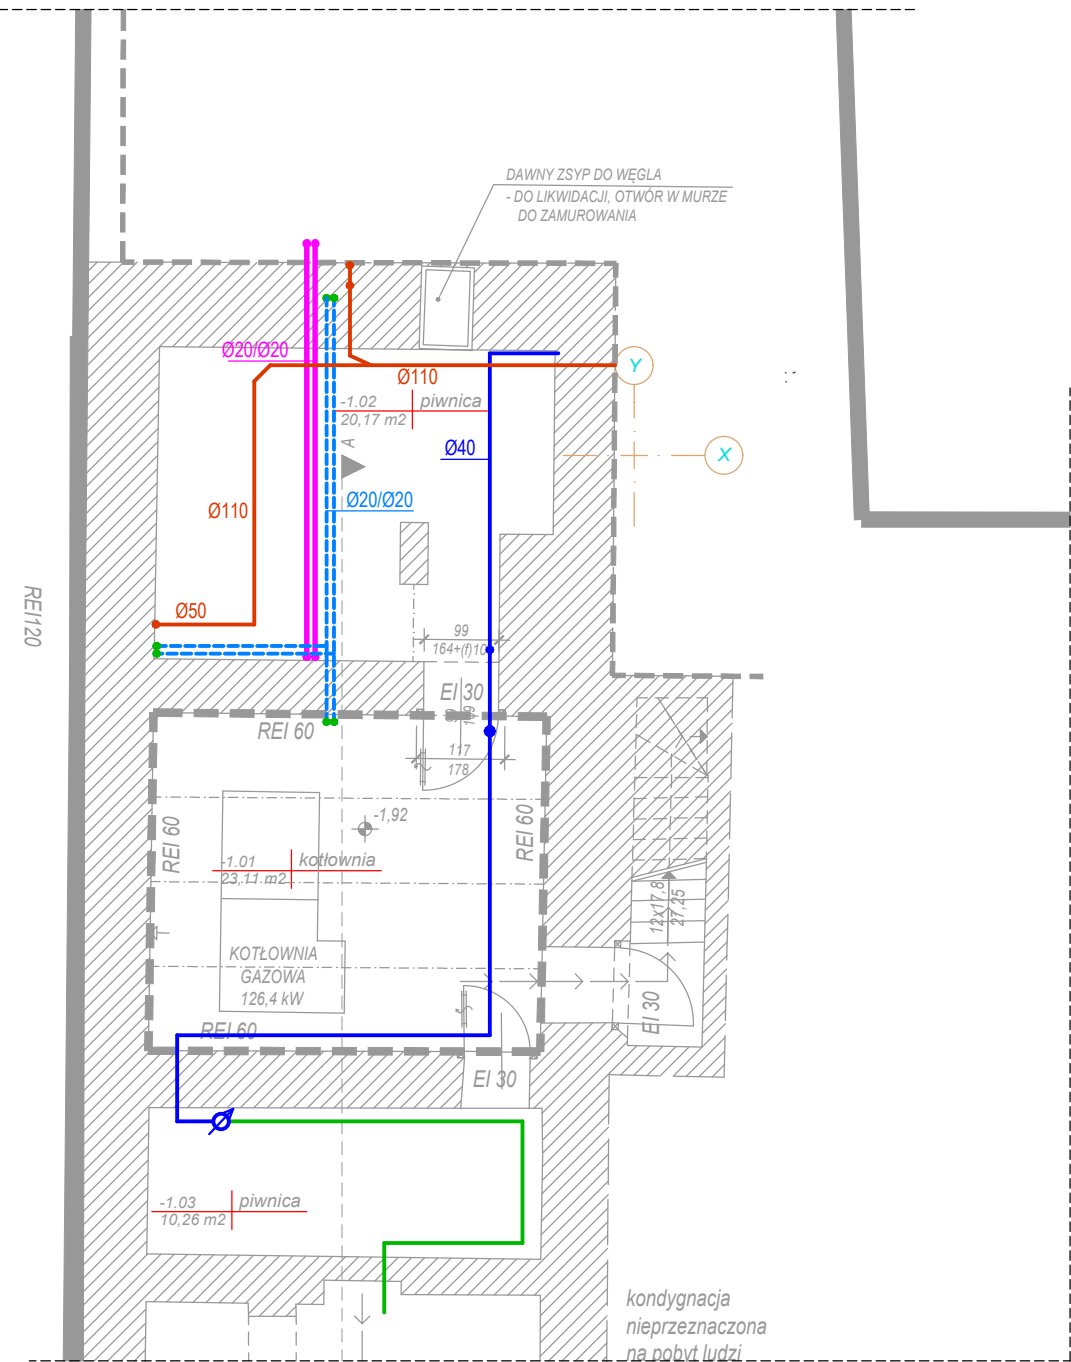 DAWNY ZSYP DO WĘGLA
- DO LIKWIDACJI, OTWÓR W MURZE
DO ZAMUROWANIA
Ø20/Ø20
Y
Ø110
-1.02 piwnica
20,17 m2
A
Ø40
X
Ø20/Ø20
Ø110
REI120
Ø50
99
164+(f)10
EI 30
REI 60
117
178
-1,92
REI 60
REI 60
-1.01 kotłownia
23,11 m2
12x17,8
27,25
KOTŁOWNIA
GAZOWA
126,4 kW
EI 30
REI 60
EI 30
-1.03 piwnica
10,26 m2
kondygnacja
nieprzeznaczona
na pobyt ludzi